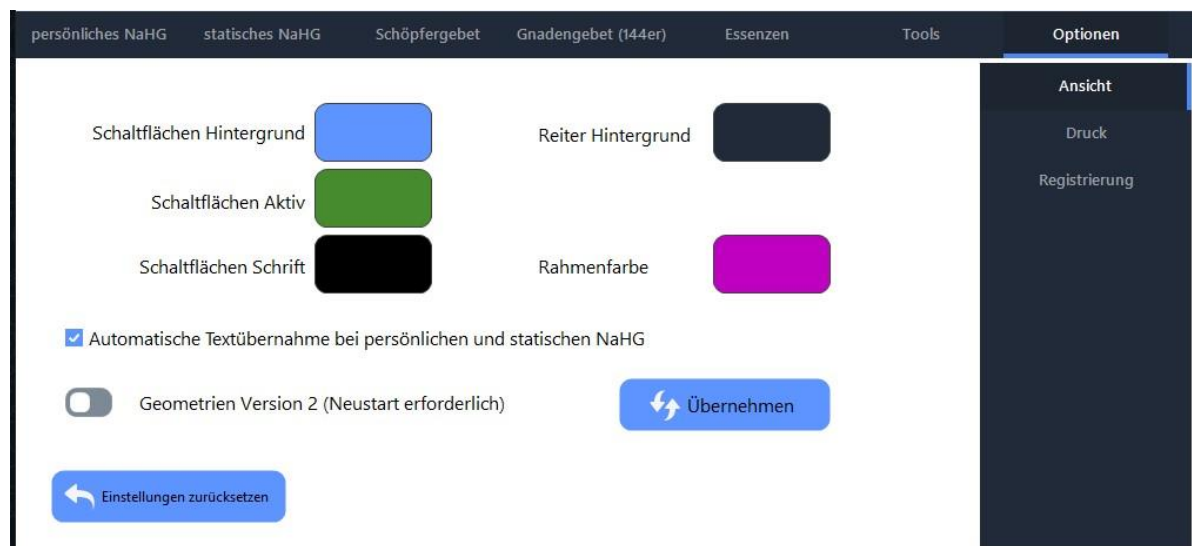 persönliches NaHG statisches NaHG Schöpfergebet Gnadengebet (144er) Essenzen Tools Optionen
Ansicht
Druck
Registrierung
Schaltflächen Hintergrund Reiter Hintergrund
Schaltflächen Aktiv
Schaltflächen Schrift Rahmenfarbe
Automatische Textübernahme bei persönlichen und statischen NaHG
Geometrien Version 2 (Neustart erforderlich) Übernehmen
Einstellungen zurücksetzen